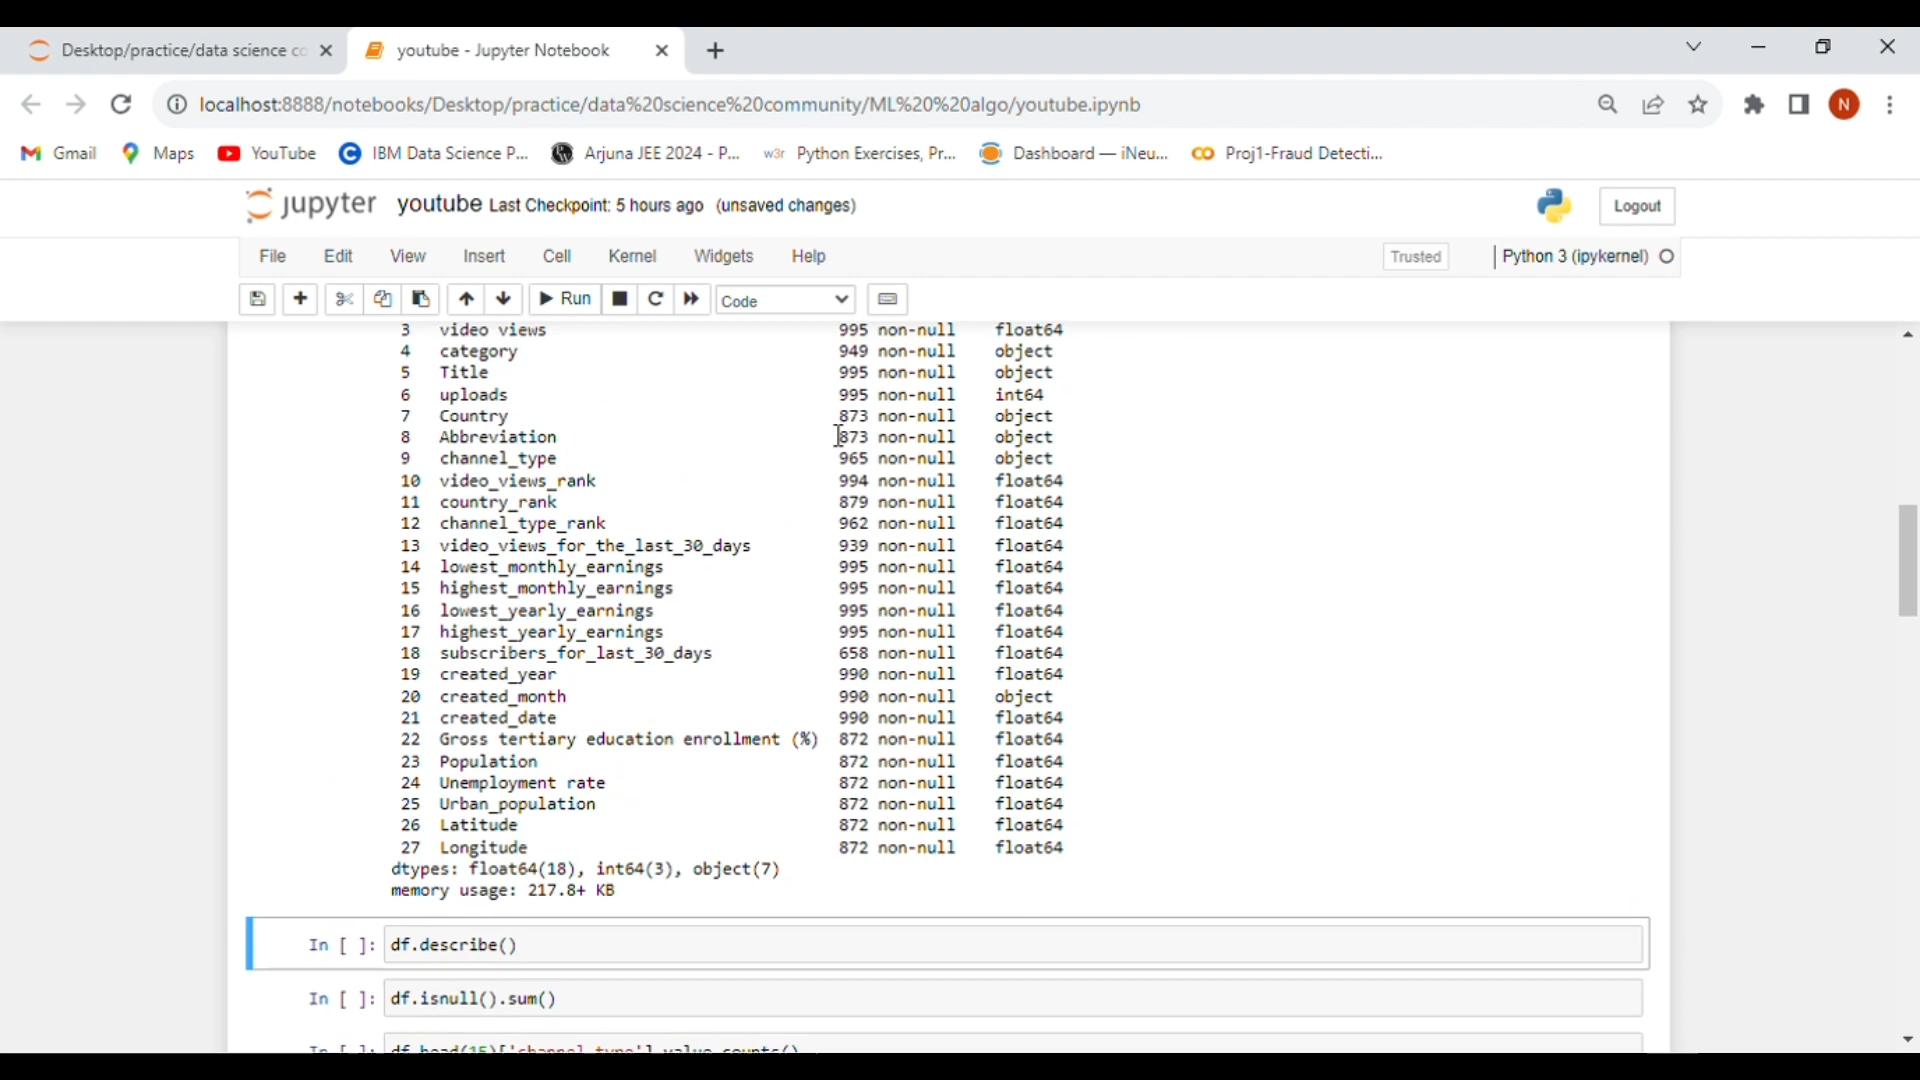 Desktop/practice/data science co
youtube - Jupyter Notebook
localhost:8888/notebooks/Desktop/practice/data%20science%20community/ML%20%20algo/youtube.ipynb
N
Gmail Maps YouTube IBM Data Science P... Arjuna JEE 2024 - P... w3r Python Exercises, Pr... Dashboard — iNeu... Proj1-Fraud Detecti...
jupyter youtube Last Checkpoint: 5 hours ago (unsaved changes) Logout
File Edit View Insert Cell Kernel Widgets Help Trusted Python 3 (ipykernel)
Run Code
3 video views 995 non-null float64
4 category 949 non-null object
5 Title 995 non-null object
6 uploads 995 non-null int64
7 Country 873 non-null object
8 Abbreviation 873 non-null object
9 channel_type 965 non-null object
10 video_views_rank 994 non-null float64
11 country_rank 879 non-null float64
12 channel_type_rank 962 non-null float64
13 video_views_for_the_last_30_days 939 non-null float64
14 lowest_monthly_earnings 995 non-null float64
15 highest_monthly_earnings 995 non-null float64
16 lowest_yearly_earnings 995 non-null float64
17 highest_yearly_earnings 995 non-null float64
18 subscribers_for_last_30_days 658 non-null float64
19 created_year 990 non-null float64
20 created_month 990 non-null object
21 created_date 990 non-null float64
22 Gross tertiary education enrollment (%) 872 non-null float64
23 Population 872 non-null float64
24 Unemployment rate 872 non-null float64
25 Urban_population 872 non-null float64
26 Latitude 872 non-null float64
27 Longitude 872 non-null float64
dtypes: float64(18), int64(3), object(7)
memory usage: 217.8+ KB
In [ ]: df.describe()
In [ ]: df.isnull().sum()
In [ ]: df.head(15)['channel_type'].value_counts()